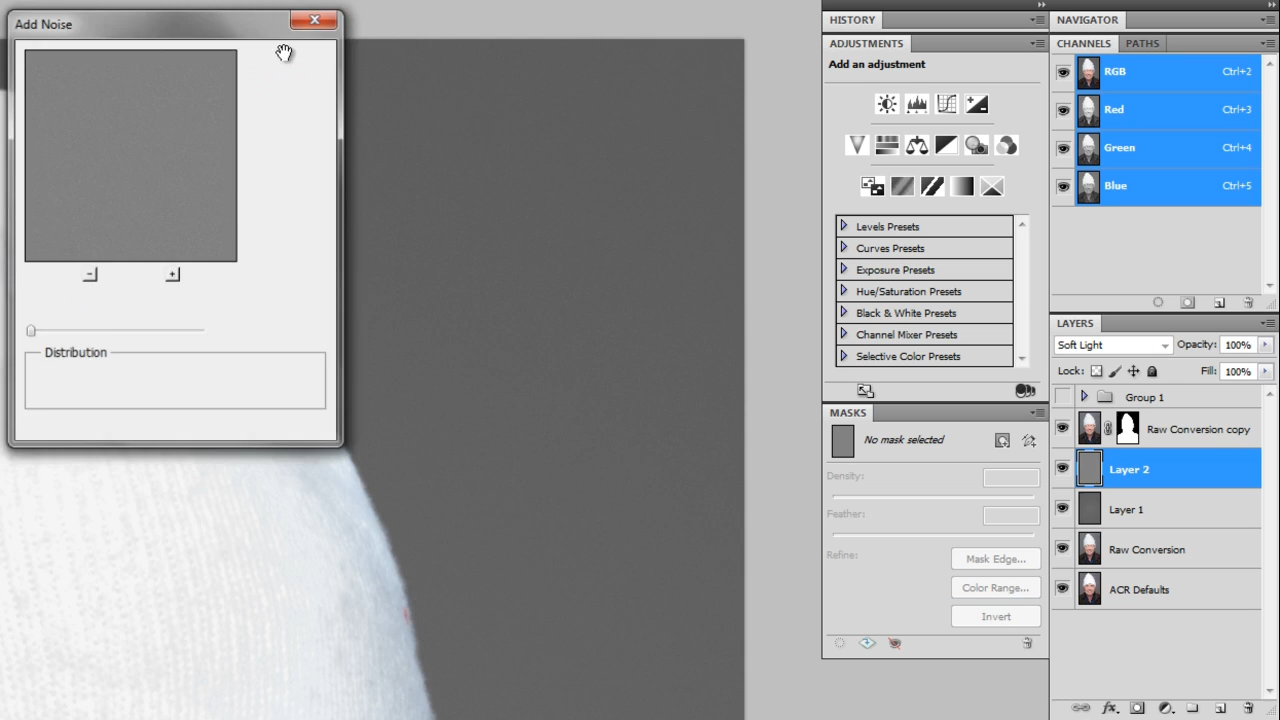 Add Noise
Distribution
HISTORY
ADJUSTMENTS
Add an adjustment
Levels Presets
Curves Presets
Exposure Presets
Hue/Saturation Presets
Black & White Presets
Channel Mixer Presets
Selective Color Presets
MASKS
No mask selected
Density:
Feather:
Refine:
Mask Edge...
Color Range...
Invert
NAVIGATOR
CHANNELS PATHS
RGB Ctrl+2
Red Ctrl+3
Green Ctrl+4
Blue Ctrl+5
LAYERS
Soft Light Opacity: 100%
Lock: Fill: 100%
Group 1
Raw Conversion copy
Layer 2
Layer 1
Raw Conversion
ACR Defaults